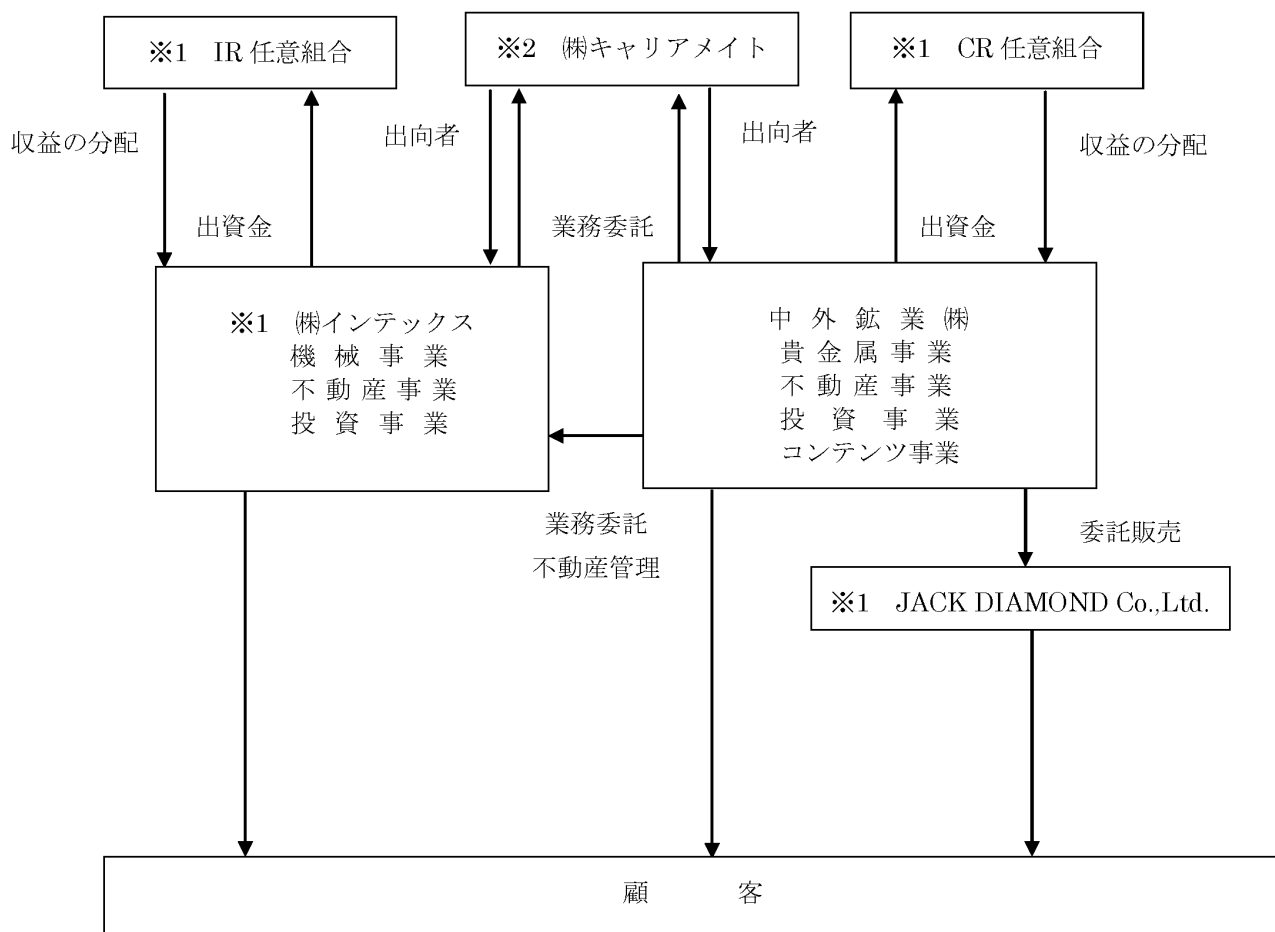 ※1 IR 任意組合
※2 ㈱キャリアメイト
※1 CR 任意組合
収益の分配
出向者
出向者
収益の分配
出資金
業務委託
出資金
※1 ㈱インテックス
機械事業
不動産事業
投資事業
中外鉱業㈱
貴金属事業
不動産事業
投資事業
コンテンツ事業
業務委託
不動産管理
委託販売
※1 JACK DIAMOND Co.,Ltd.
顧客